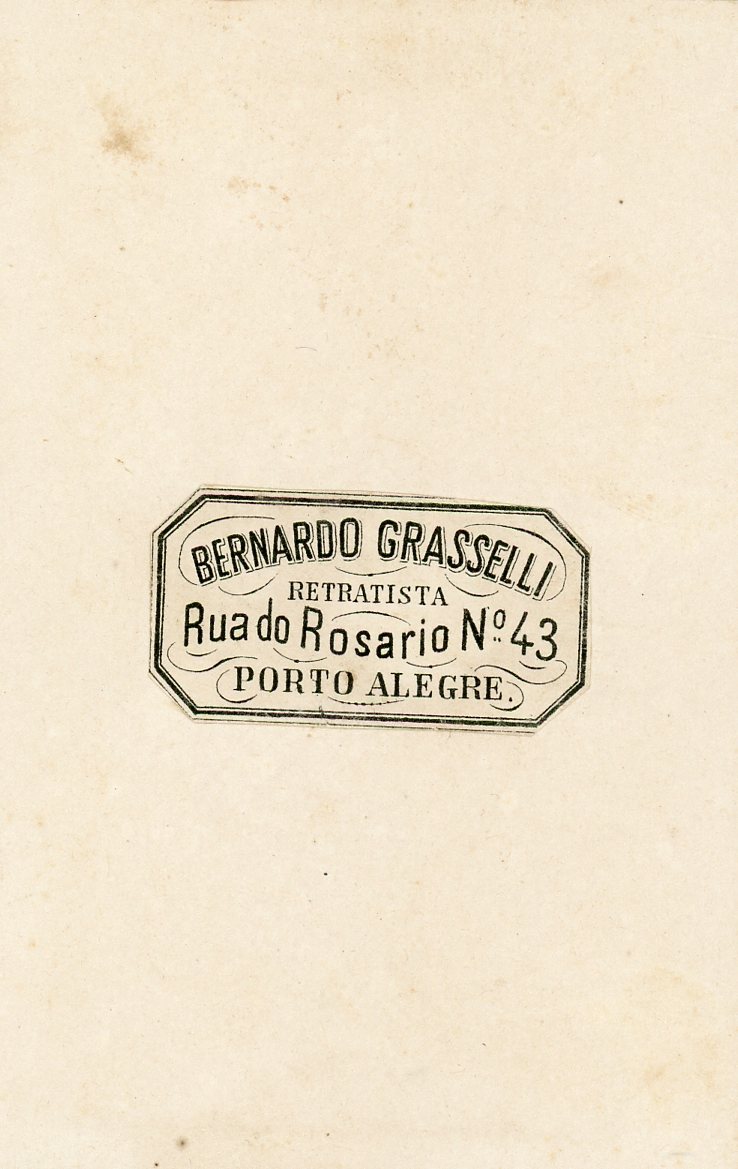 BERNARDO GRASSELLI
RETRATISTA
Rua do Rosario Nº 43
PORTO ALEGRE.